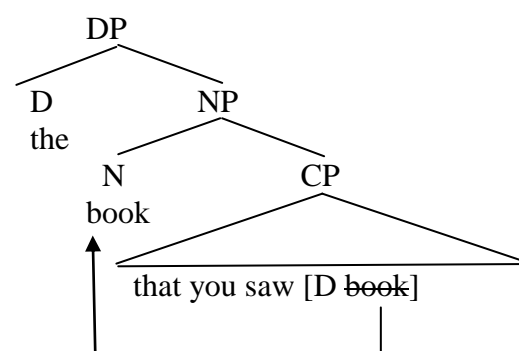 DP
D NP
the
N CP
book
that you saw [D book]